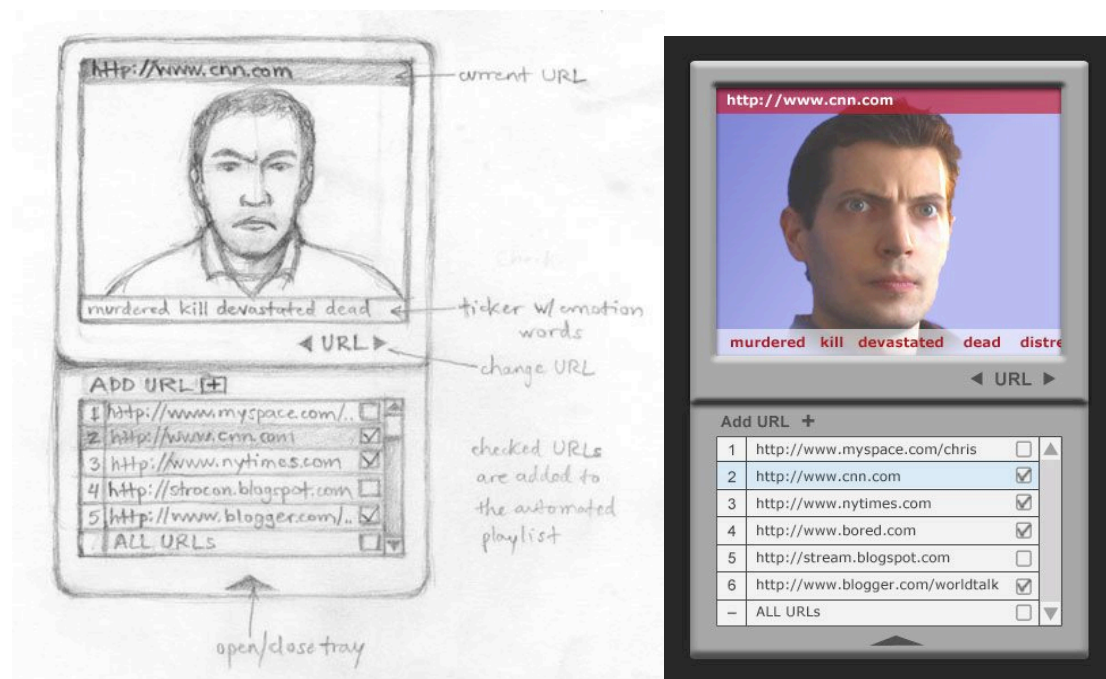 http://www.cnn.com
current URL
murdered kill devastated dead
ticker w/ emotion
words
◀ URL ▶
change URL
ADD URL +
1 http://www.myspace.com/..
2 http://www.cnn.com
3 http://www.nytimes.com
4 http://strocon.blogspot.com
5 http://www.blogger.com/..
ALL URLs
checked URLs
are added to
the automated
playlist
open/close tray
http://www.cnn.com
murdered kill devastated dead distre
◀ URL ▶
Add URL +
1 http://www.myspace.com/chris
2 http://www.cnn.com
3 http://www.nytimes.com
4 http://www.bored.com
5 http://stream.blogspot.com
6 http://www.blogger.com/worldtalk
– ALL URLs